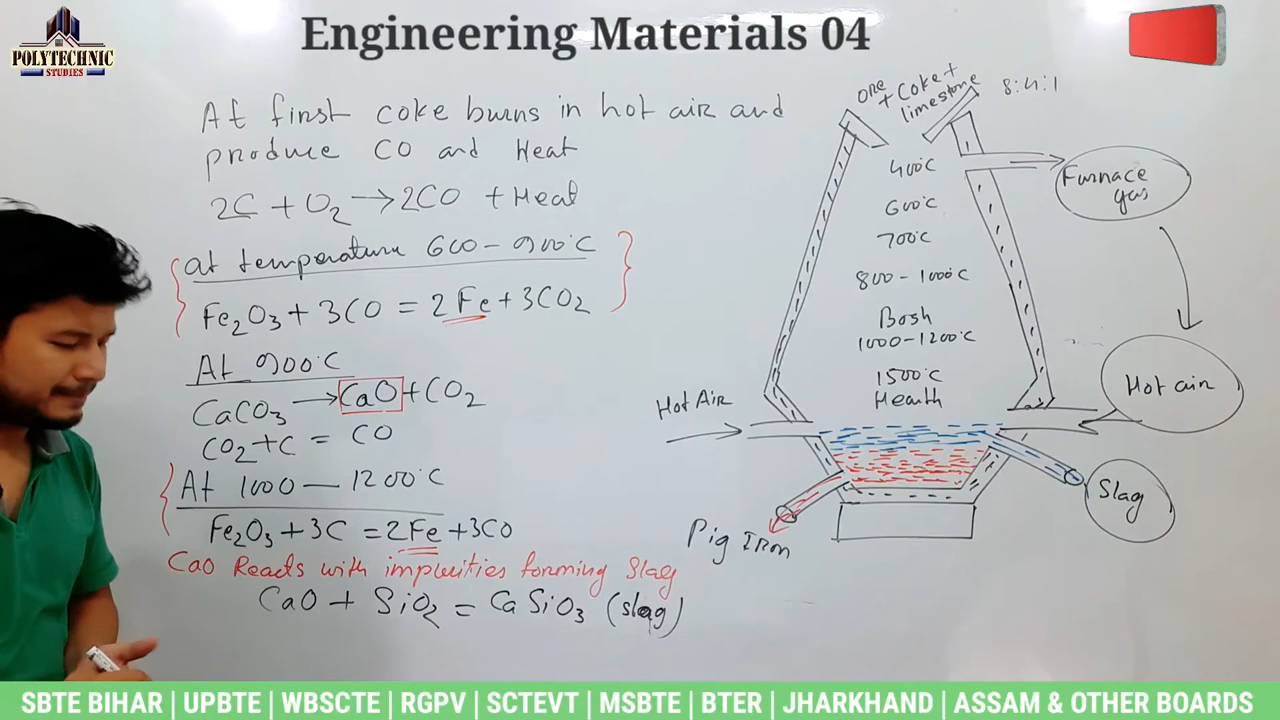 Engineering Materials 04
POLYTECHNIC
STUDIES
At first coke burns in hot air and
produce CO and Heat
2C + O₂ → 2CO + Heat
at temperature 600 - 900°C
Fe₂O₃ + 3CO = 2Fe + 3CO₂
At 900°C
CaCO₃ → CaO + CO₂
CO₂ + C = CO
At 1000 — 1200°C
Fe₂O₃ + 3C = 2Fe + 3CO
CaO Reacts with impurities forming Slag
CaO + SiO₂ = CaSiO₃ (slag)
ore
+ Coke +
limestone
8:4:1
400°C
600°C
700°C
800 - 1000°C
Bosh
1000-1200°C
1500°C
Hearth
Furnace
gas
Hot air
Hot Air
Slag
Pig Iron
SBTE BIHAR | UPBTE | WBSCTE | RGPV | SCTEVT | MSBTE | BTER | JHARKHAND | ASSAM & OTHER BOARDS